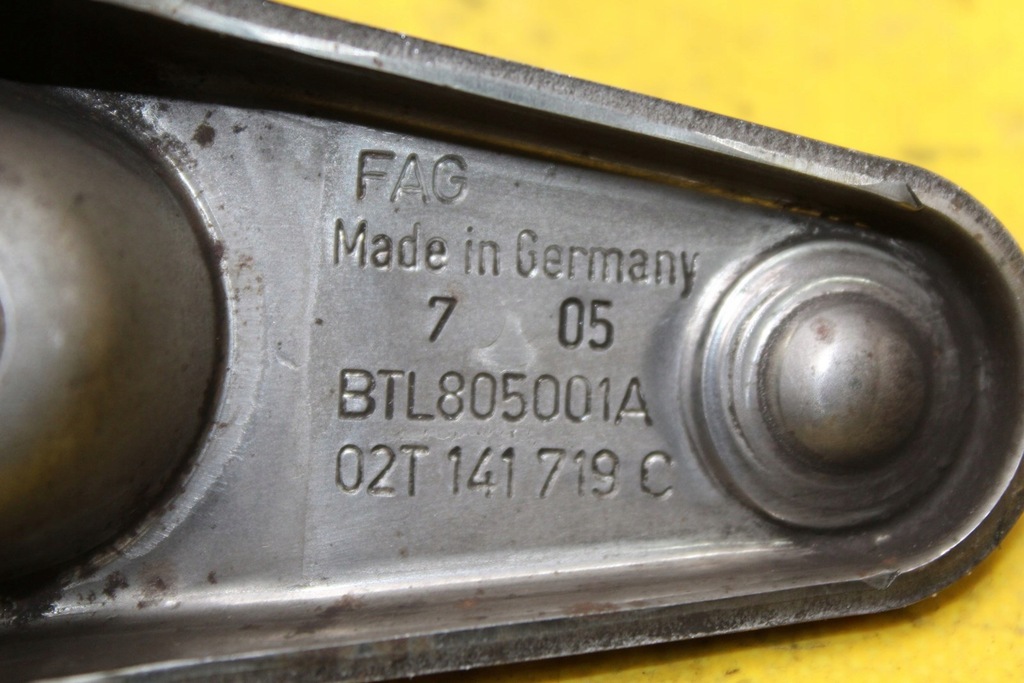 FAG
Made in Germany
7 05
BTL805001A
02T 141 719 C